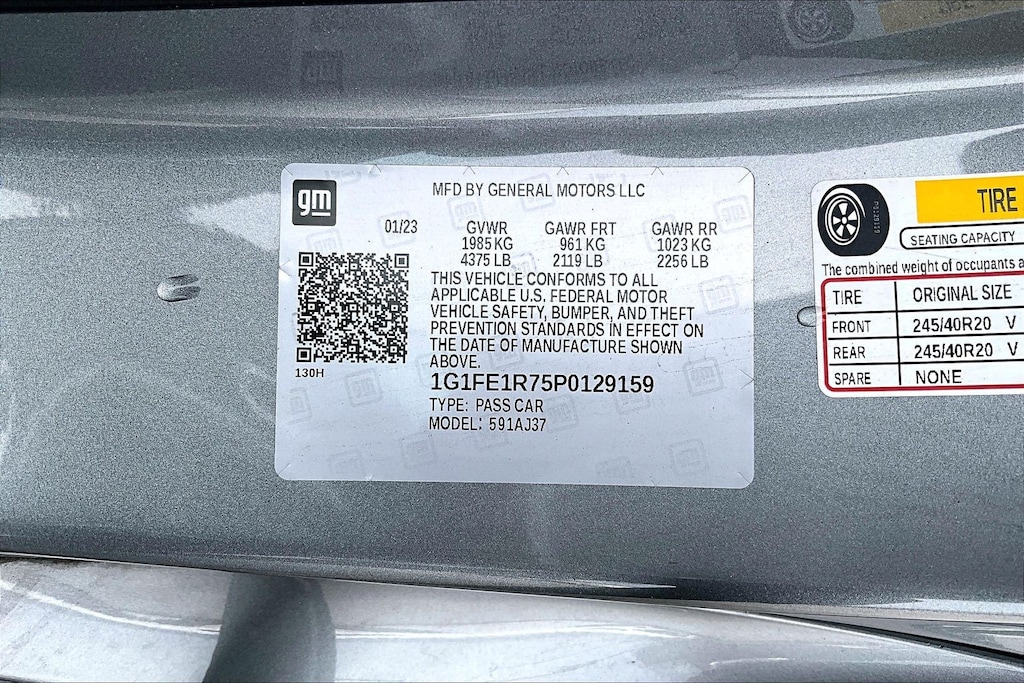 gm
MFD BY GENERAL MOTORS LLC
01/23 GVWR GAWR FRT GAWR RR
1985 KG 961 KG 1023 KG
4375 LB 2119 LB 2256 LB
THIS VEHICLE CONFORMS TO ALL
APPLICABLE U.S. FEDERAL MOTOR
VEHICLE SAFETY, BUMPER, AND THEFT
PREVENTION STANDARDS IN EFFECT ON
THE DATE OF MANUFACTURE SHOWN
ABOVE.
130H
1G1FE1R75P0129159
TYPE: PASS CAR
MODEL: 591AJ37
TIRE
SEATING CAPACITY
The combined weight of occupants a
TIRE ORIGINAL SIZE
FRONT 245/40R20 V
REAR 245/40R20 V
SPARE NONE